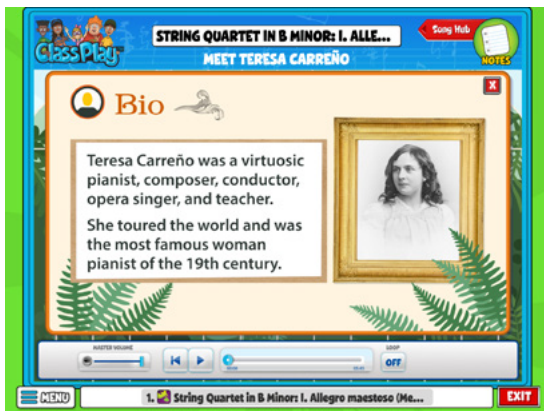 ClassPlay
STRING QUARTET IN B MINOR: I. ALLE...
Song Hub
NOTES
MEET TERESA CARREÑO
X
Bio
Teresa Carreño was a virtuosic
pianist, composer, conductor,
opera singer, and teacher.
She toured the world and was
the most famous woman
pianist of the 19th century.
MASTER VOLUME
LOOP
OFF
MENU
1. String Quartet in B Minor: I. Allegro maestoso (Me...
EXIT